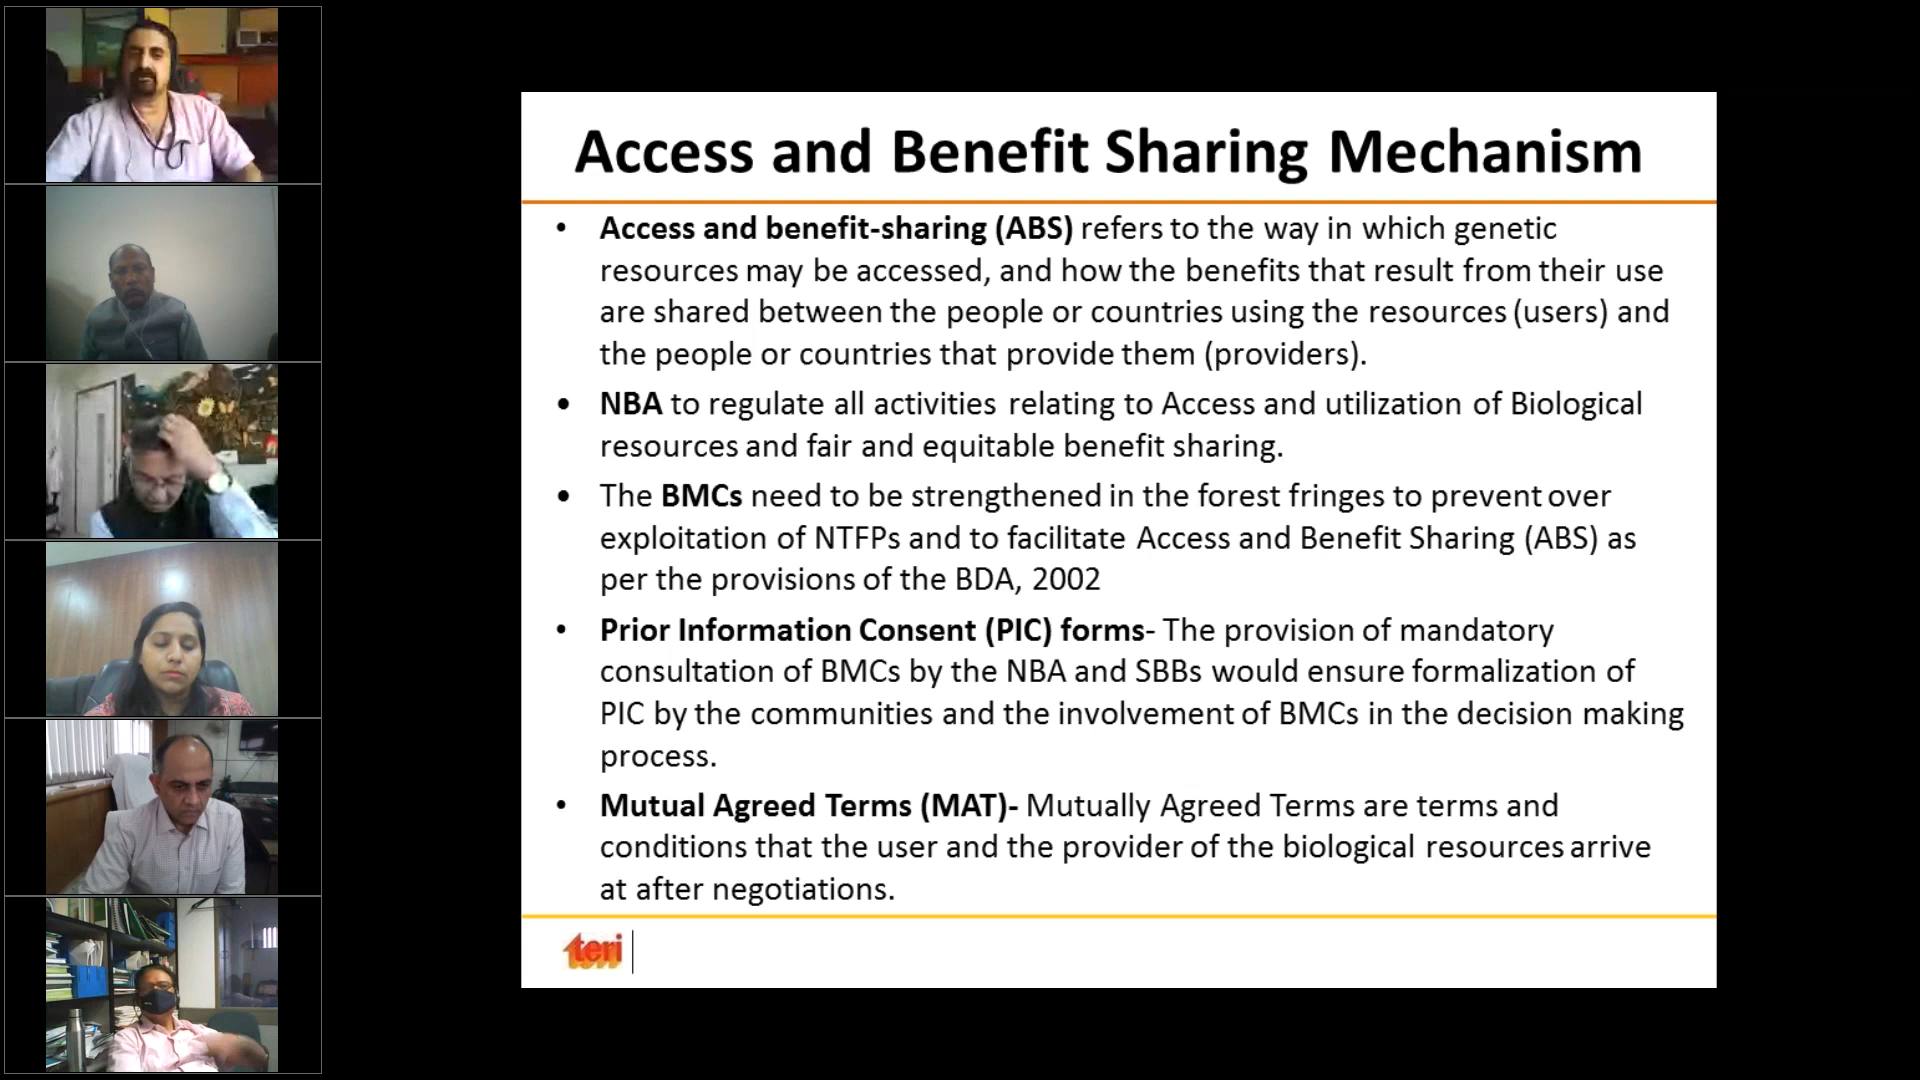 Access and Benefit Sharing Mechanism
• Access and benefit-sharing (ABS) refers to the way in which genetic
resources may be accessed, and how the benefits that result from their use
are shared between the people or countries using the resources (users) and
the people or countries that provide them (providers).
• NBA to regulate all activities relating to Access and utilization of Biological
resources and fair and equitable benefit sharing.
• The BMCs need to be strengthened in the forest fringes to prevent over
exploitation of NTFPs and to facilitate Access and Benefit Sharing (ABS) as
per the provisions of the BDA, 2002
• Prior Information Consent (PIC) forms- The provision of mandatory
consultation of BMCs by the NBA and SBBs would ensure formalization of
PIC by the communities and the involvement of BMCs in the decision making
process.
• Mutual Agreed Terms (MAT)- Mutually Agreed Terms are terms and
conditions that the user and the provider of the biological resources arrive
at after negotiations.
teri